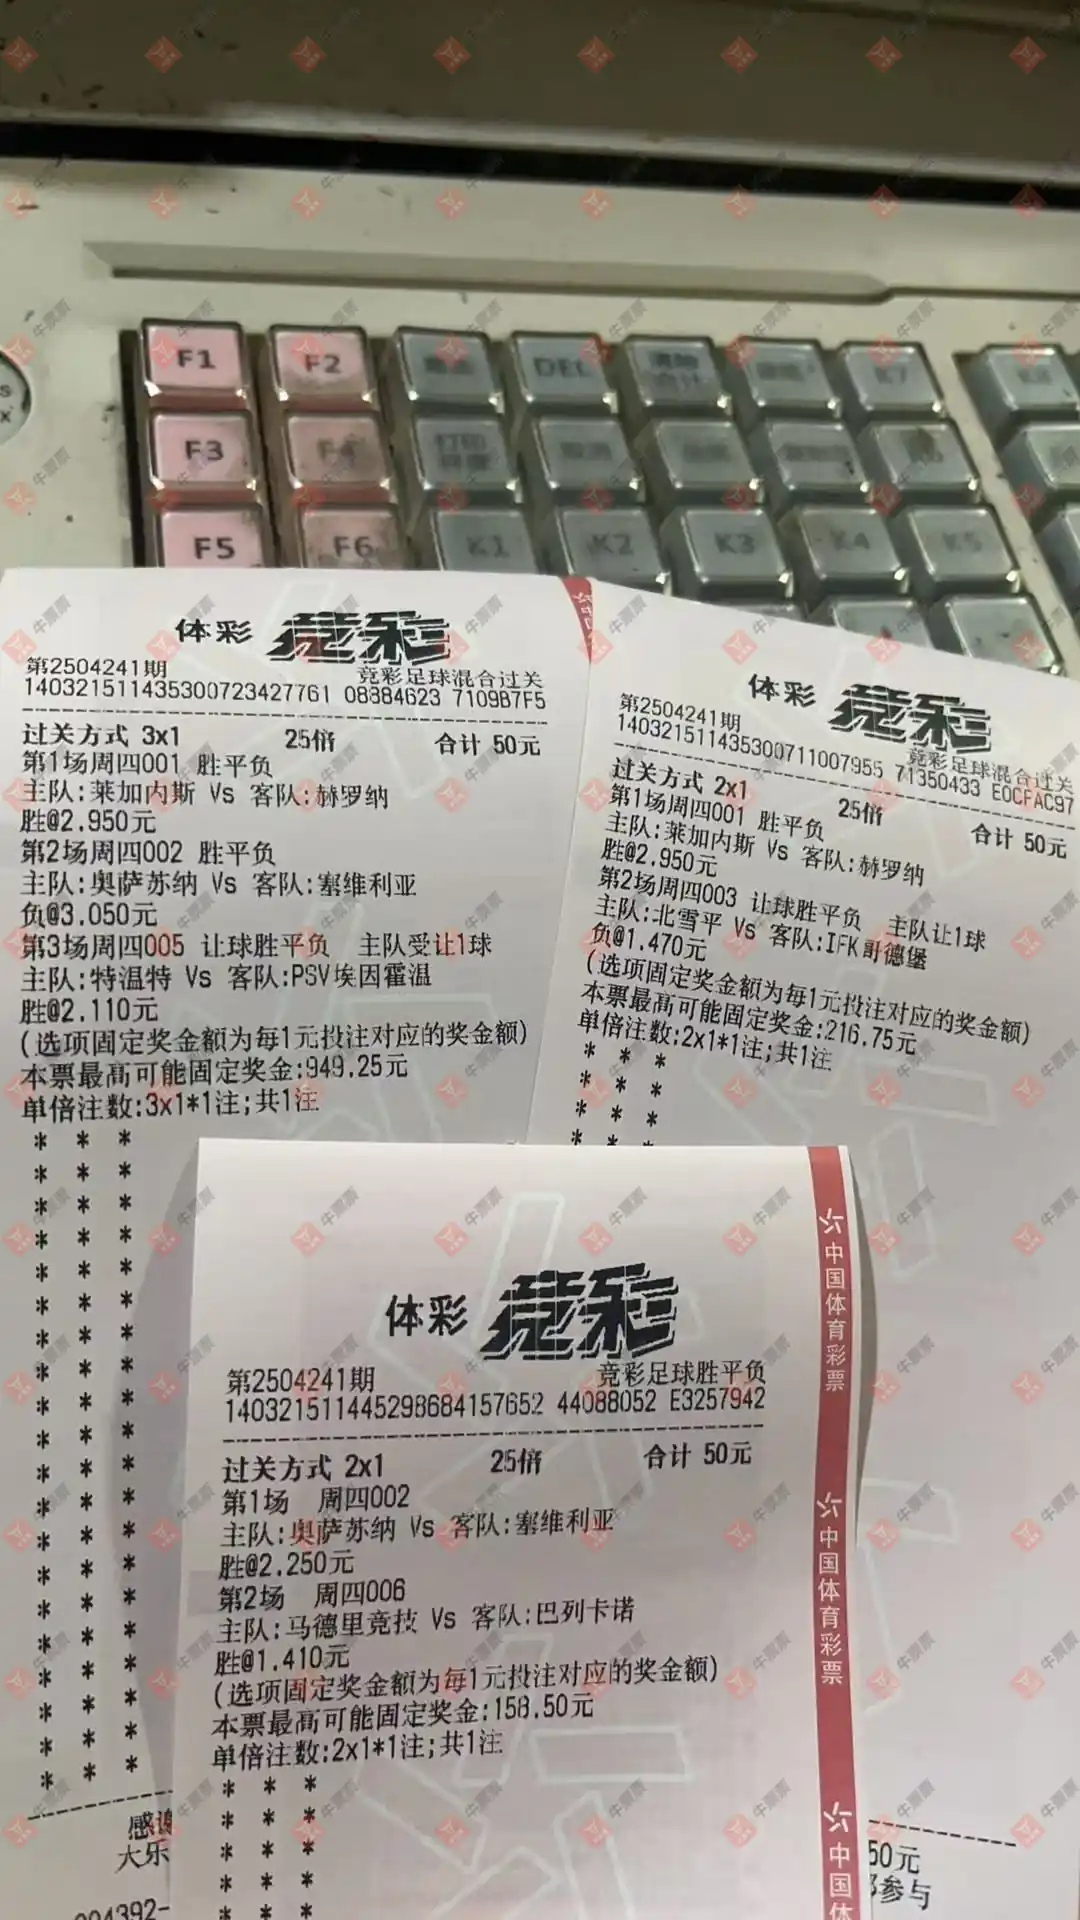 F1
F2
DEL
K7
F3
F4
F5
F6
K1
K2
K3
K4
K5
体彩 竞彩
第2504241期
竞彩足球混合过关
140321511435300723427761 08884623 7109B7F5
过关方式 3x1 25倍 合计 50元
第1场周四001 胜平负
主队:莱加内斯 Vs 客队:赫罗纳
胜@2.950元
第2场周四002 胜平负
主队:奥萨苏纳 Vs 客队:塞维利亚
负@3.050元
第3场周四005 让球胜平负 主队受让1球
主队:特温特 Vs 客队:PSV埃因霍温
胜@2.110元
(选项固定奖金额为每1元投注对应的奖金额)
本票最高可能固定奖金:949.25元
单倍注数:3x1*1注;共1注
体彩 竞彩
第2504241期
竞彩足球混合过关
140321511435300711007955 71350433 E0CFAC97
过关方式 2x1 25倍 合计 50元
第1场周四001 胜平负
主队:莱加内斯 Vs 客队:赫罗纳
胜@2.950元
第2场周四003 让球胜平负 主队让1球
主队:北雪平 Vs 客队:IFK哥德堡
负@1.470元
(选项固定奖金额为每1元投注对应的奖金额)
本票最高可能固定奖金:216.75元
单倍注数:2x1*1注;共1注
体彩 竞彩
第2504241期
竞彩足球胜平负
140321511445298684157652 44088052 E3257942
过关方式 2x1 25倍 合计 50元
第1场 周四002
主队:奥萨苏纳 Vs 客队:塞维利亚
胜@2.250元
第2场 周四006
主队:马德里竞技 Vs 客队:巴列卡诺
胜@1.410元
(选项固定奖金额为每1元投注对应的奖金额)
本票最高可能固定奖金:158.50元
单倍注数:2x1*1注;共1注
中国体育彩票
中国体育彩票
中国体
感谢
大乐
50元
参与
牛票票